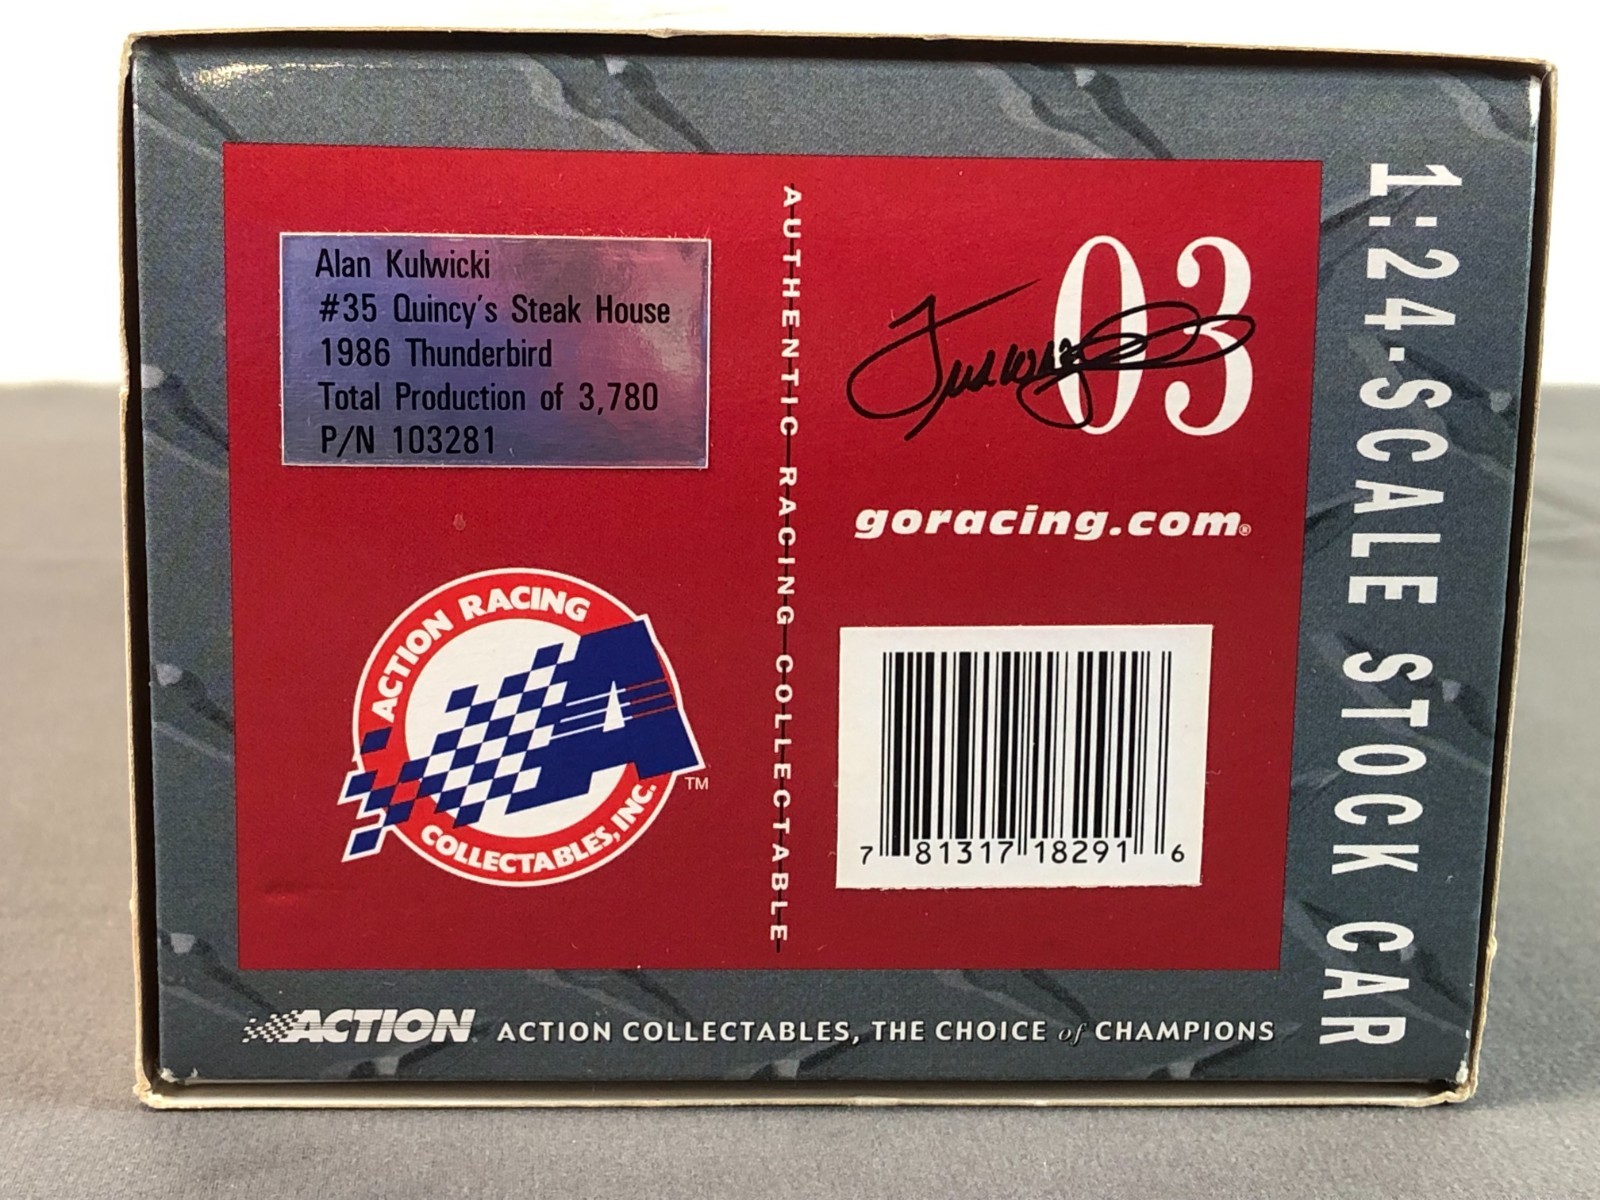 Alan Kulwicki
#35 Quincy's Steak House
1986 Thunderbird
Total Production of 3,780
P/N 103281
ACTION RACING
COLLECTABLES, INC.
A
TM
AUTHENTIC RACING COLLECTABLE
03
goracing.com®
7 81317 18291 6
1:24-SCALE STOCK CAR
ACTION
ACTION COLLECTABLES, THE CHOICE of CHAMPIONS